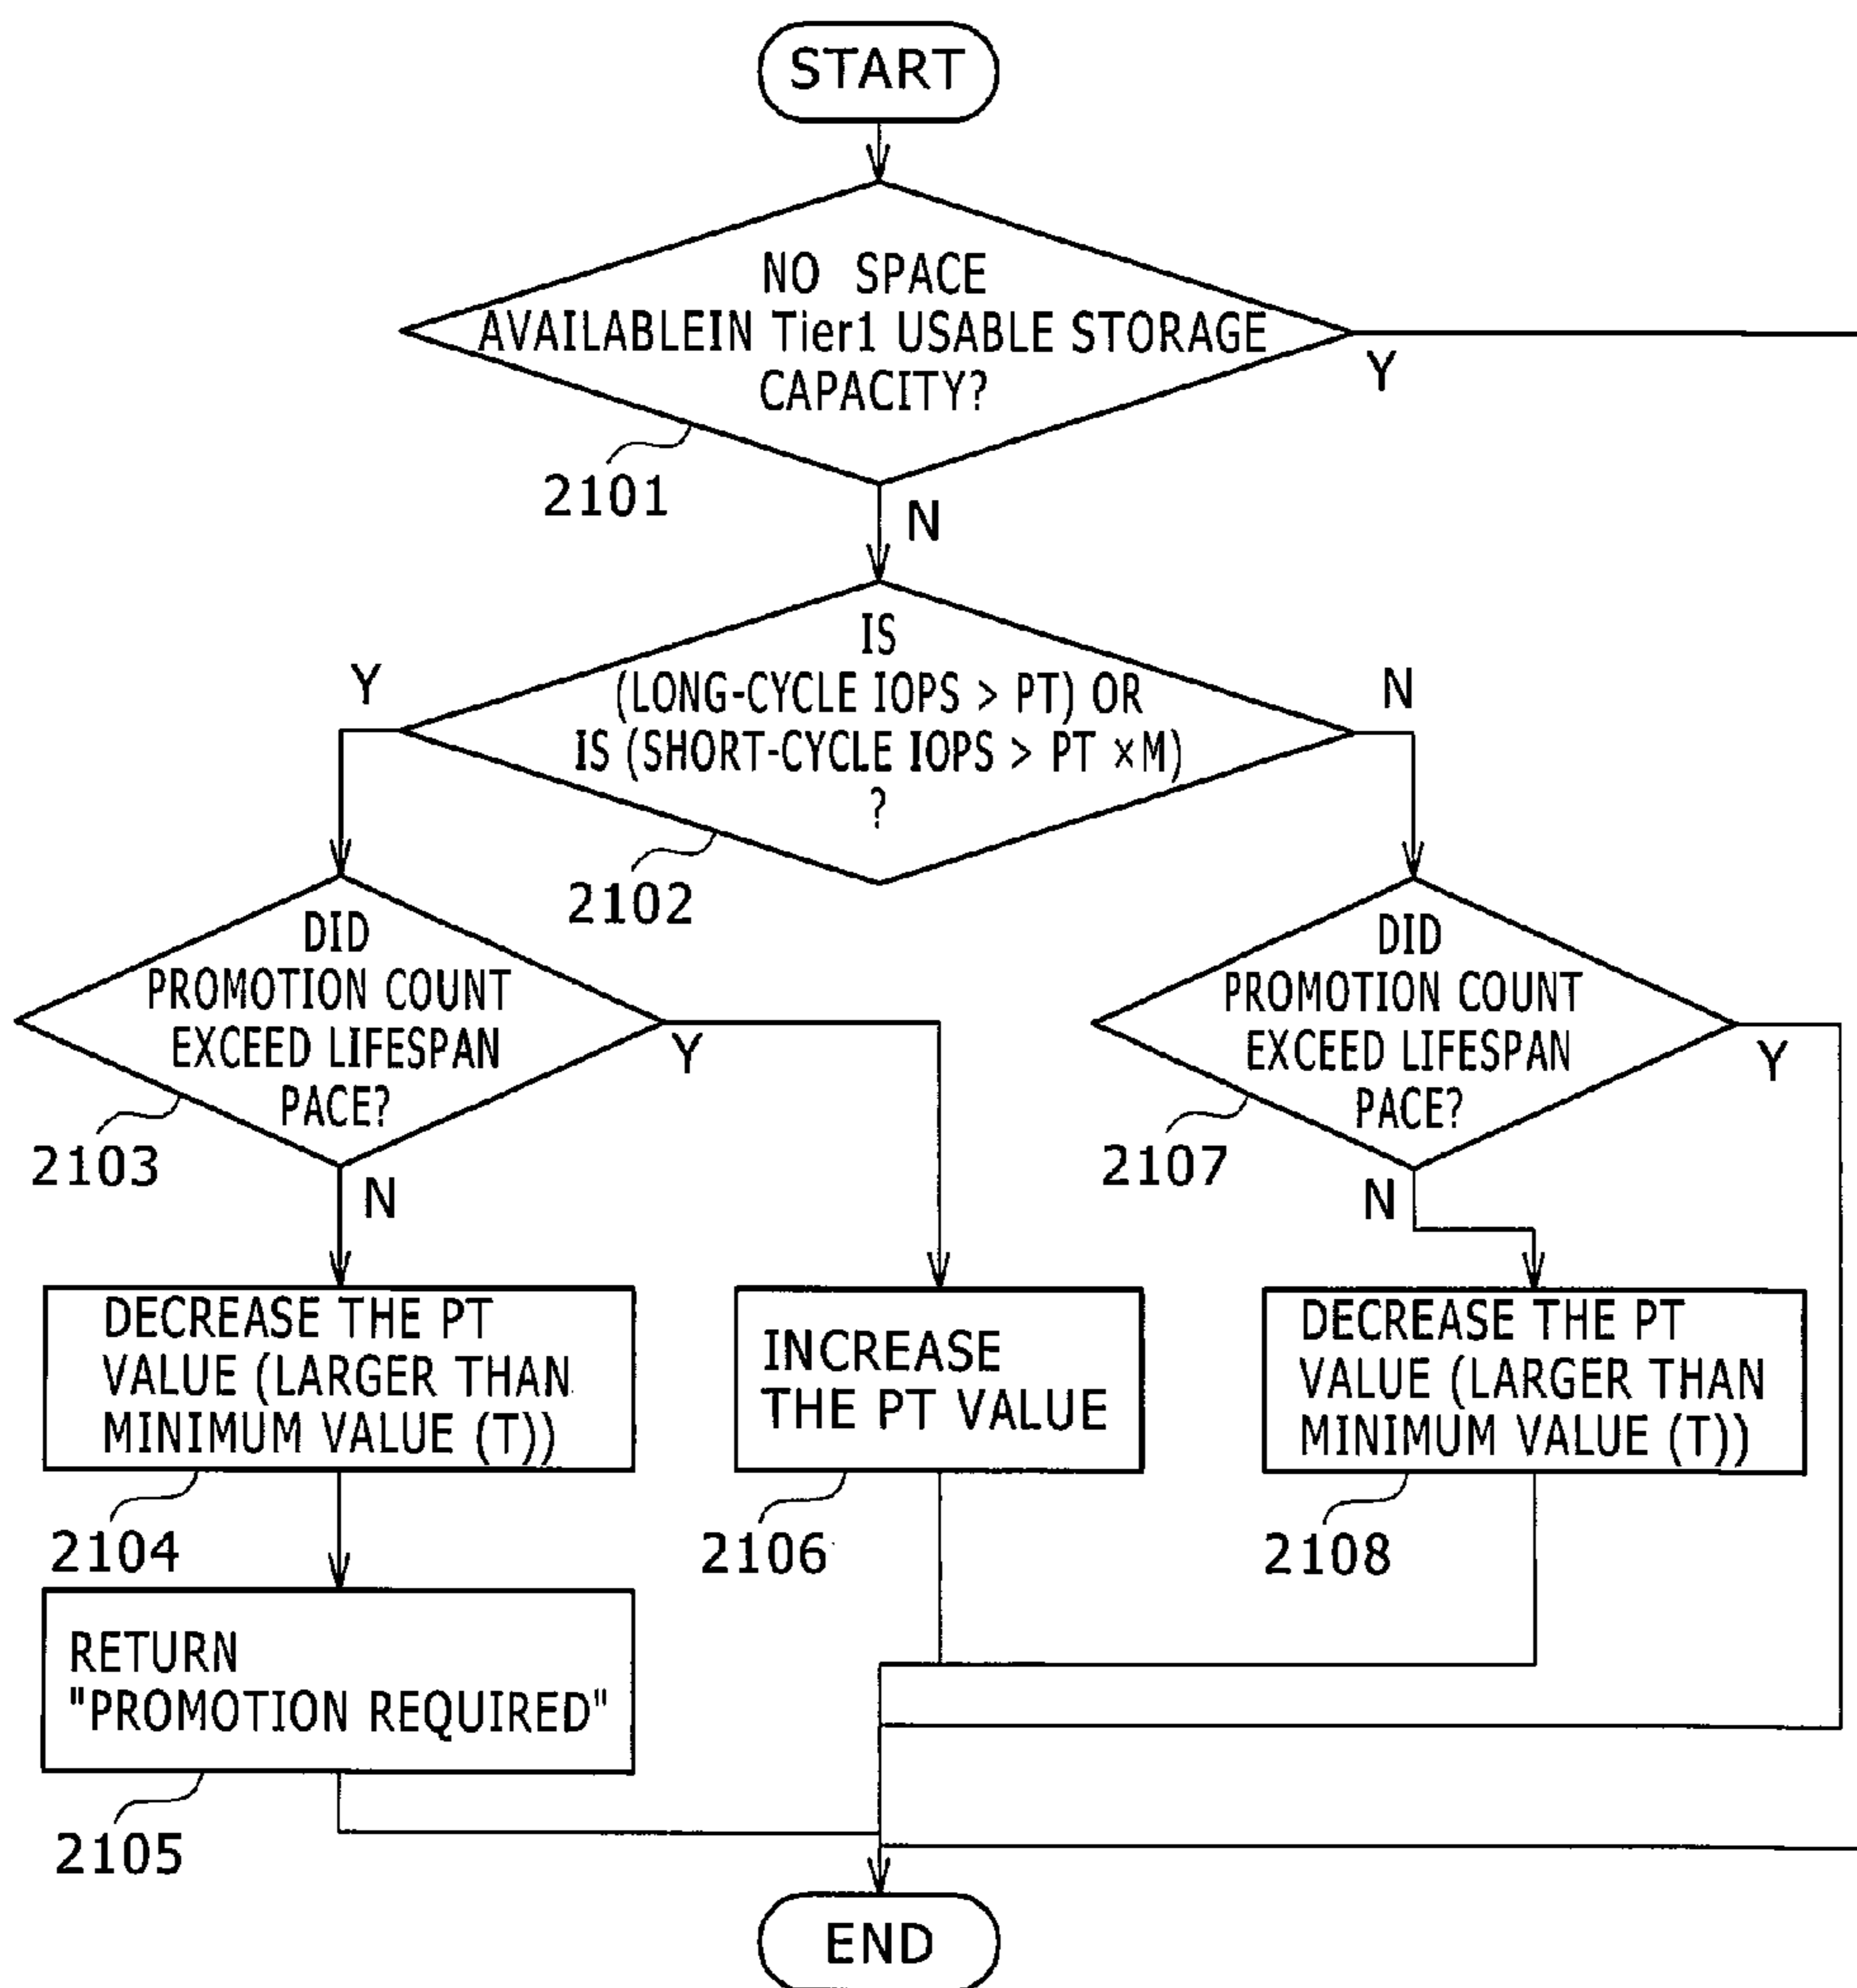 START
NO SPACE
AVAILABLEIN Tier1 USABLE STORAGE
CAPACITY?
Y
2101
N
IS
(LONG-CYCLE IOPS > PT) OR
IS (SHORT-CYCLE IOPS > PT ×M)
?
Y
N
2102
DID
PROMOTION COUNT
EXCEED LIFESPAN
PACE?
Y
2103
N
DID
PROMOTION COUNT
EXCEED LIFESPAN
PACE?
Y
2107
N
DECREASE THE PT
VALUE (LARGER THAN
MINIMUM VALUE (T))
2104
INCREASE
THE PT VALUE
2106
DECREASE THE PT
VALUE (LARGER THAN
MINIMUM VALUE (T))
2108
RETURN
"PROMOTION REQUIRED"
2105
END